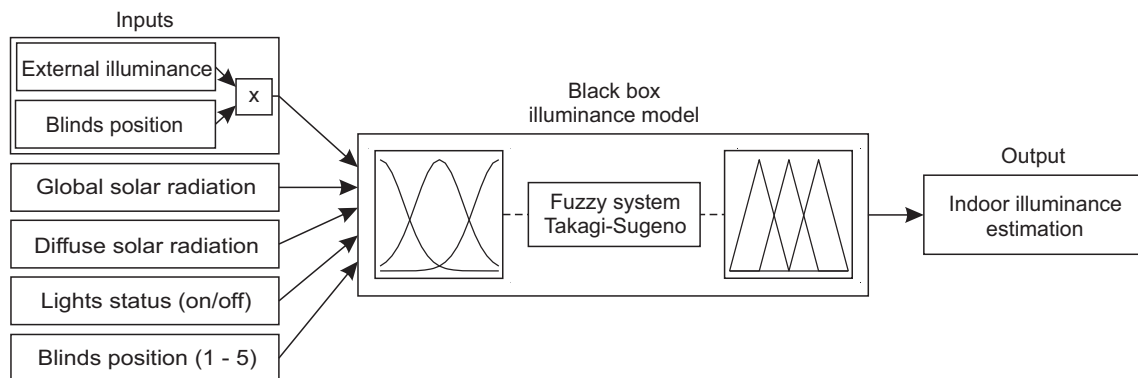 Inputs
External illuminance
Blinds position
x
Global solar radiation
Diffuse solar radiation
Lights status (on/off)
Blinds position (1 - 5)
Black box
illuminance model
Fuzzy system
Takagi-Sugeno
Output
Indoor illuminance
estimation